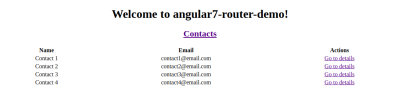 Welcome to angular7-router-demo!
Contacts
Name Email Actions
Contact 1 contact1@email.com Go to details
Contact 2 contact2@email.com Go to details
Contact 3 contact3@email.com Go to details
Contact 4 contact4@email.com Go to details